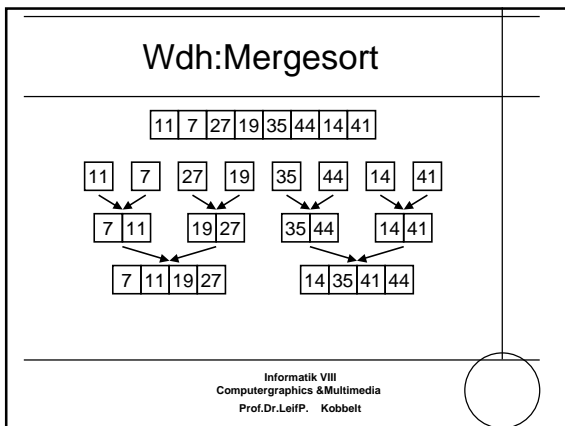 Wdh:Mergesort
11 7 27 19 35 44 14 41
11 7 27 19 35 44 14 41
7 11 19 27 35 44 14 41
7 11 19 27 14 35 41 44
Informatik VIII
Computergraphics &Multimedia
Prof.Dr.LeifP. Kobbelt